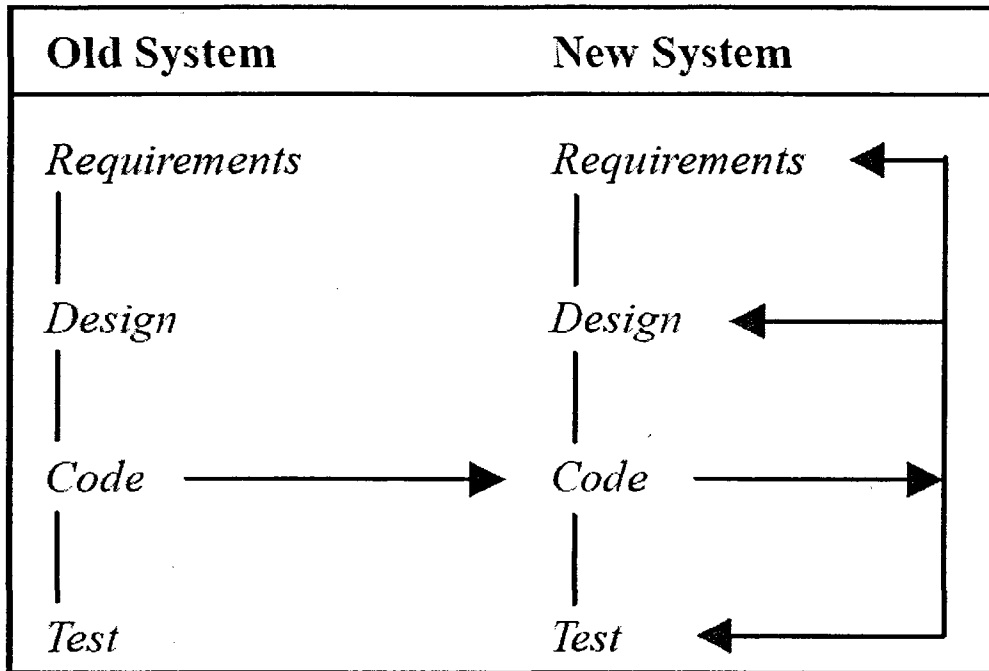 Old System New System
Requirements Requirements
Design Design
Code Code
Test Test